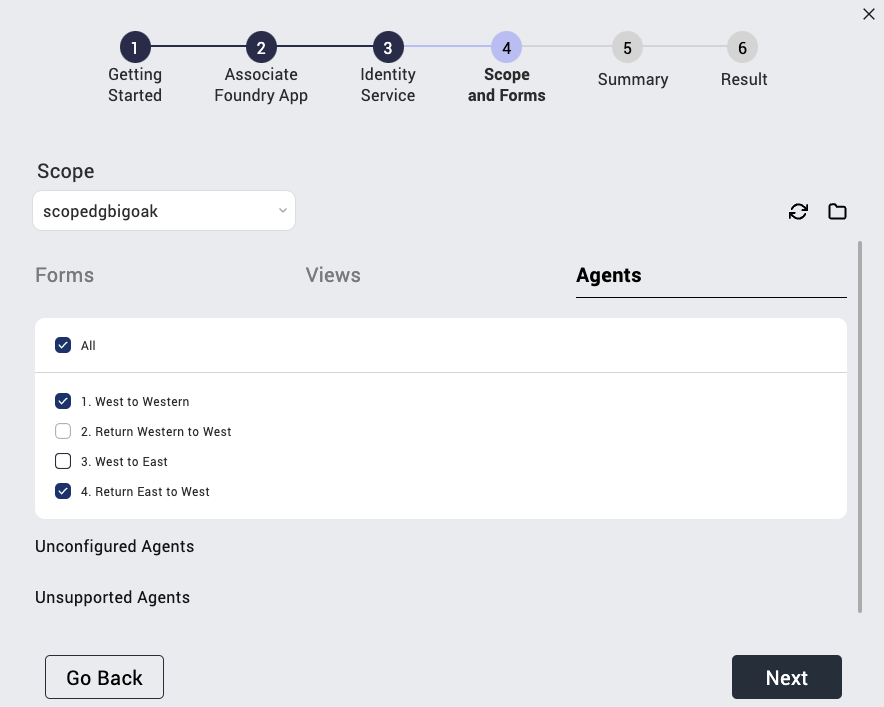 1
2
3
4
5
6
Getting
Started
Associate
Foundry App
Identity
Service
Scope
and Forms
Summary
Result
Scope
scopedgbigoak
Forms
Views
Agents
All
1. West to Western
2. Return Western to West
3. West to East
4. Return East to West
Unconfigured Agents
Unsupported Agents
Go Back
Next